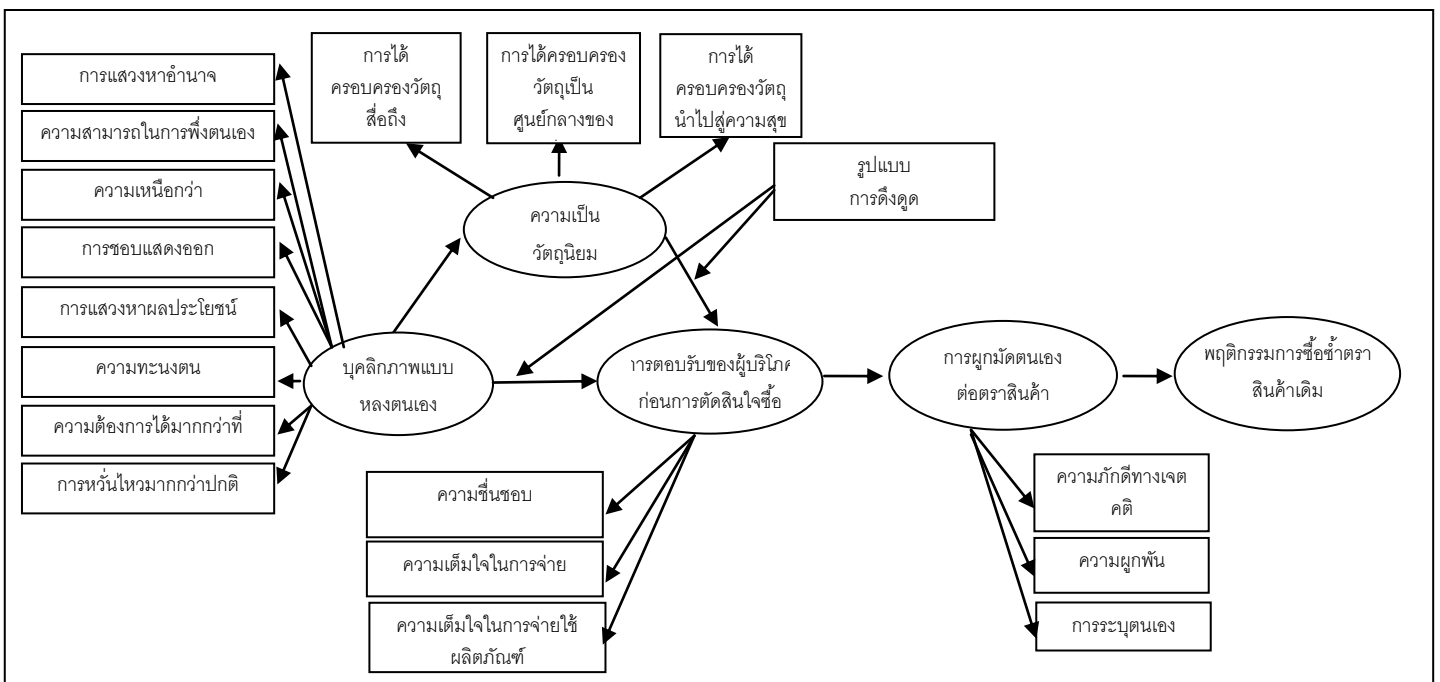 การแสวงหาอำนาจ
ความสามารถในการพึ่งตนเอง
ความเหนือกว่า
การชอบแสดงออก
การแสวงหาผลประโยชน์
ความทะนงตน
ความต้องการได้มากกว่าที่
การหวั่นไหวมากกว่าปกติ
การได้
ครอบครองวัตถุ
สื่อถึง
การได้ครอบครอง
วัตถุเป็น
ศูนย์กลางของ
การได้
ครอบครองวัตถุ
นำไปสู่ความสุข
รูปแบบ
การดึงดูด
ความเป็น
วัตถุนิยม
บุคลิกภาพแบบ
หลงตนเอง
การตอบรับของผู้บริโภค
ก่อนการตัดสินใจซื้อ
การผูกมัดตนเอง
ต่อตราสินค้า
พฤติกรรมการซื้อซ้ำตรา
สินค้าเดิม
ความชื่นชอบ
ความเต็มใจในการจ่าย
ความเต็มใจในการจ่ายใช้
ผลิตภัณฑ์
ความภักดีทางเจต
คติ
ความผูกพัน
การระบุตนเอง